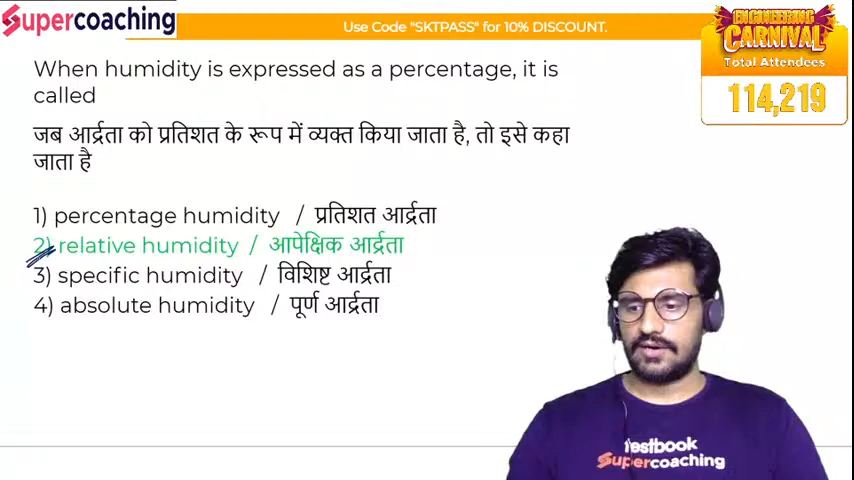 Supercoaching
Use Code "SKTPASS" for 10% DISCOUNT.
ENGINEERING
CARNIVAL
Total Attendees
114,219
When humidity is expressed as a percentage, it is
called
जब आर्द्रता को प्रतिशत के रूप में व्यक्त किया जाता है, तो इसे कहा
जाता है
1) percentage humidity / प्रतिशत आर्द्रता
2) relative humidity / आपेक्षिक आर्द्रता
3) specific humidity / विशिष्ट आर्द्रता
4) absolute humidity / पूर्ण आर्द्रता
testbook
Supercoaching